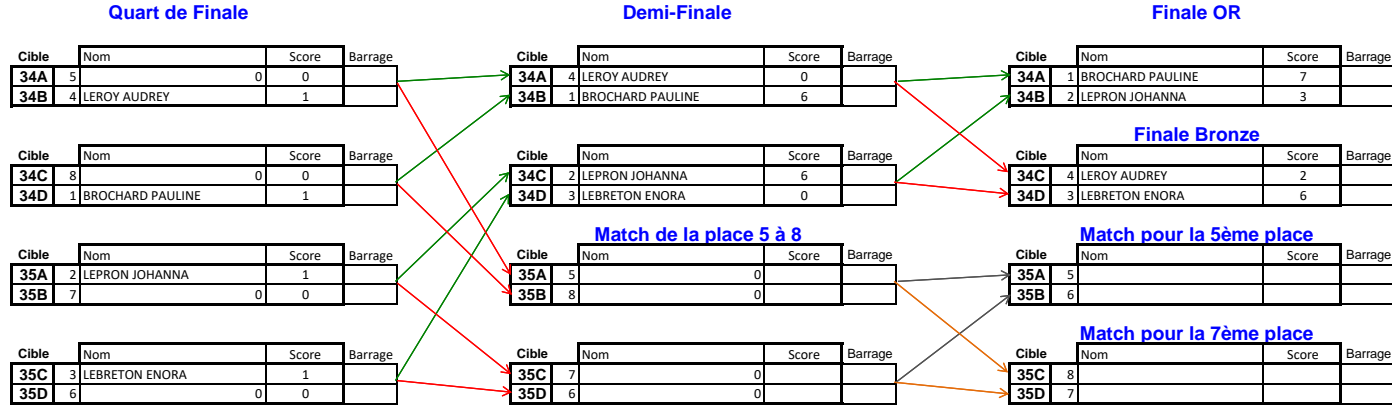 Quart de Finale Demi-Finale Finale OR
Cible Nom Score Barrage Cible Nom Score Barrage Cible Nom Score Barrage
34A 5 0 0 34A 4 LEROY AUDREY 0 34A 1 BROCHARD PAULINE 7
34B 4 LEROY AUDREY 1 34B 1 BROCHARD PAULINE 6 34B 2 LEPRON JOHANNA 3
Finale Bronze
Cible Nom Score Barrage Cible Nom Score Barrage Cible Nom Score Barrage
34C 8 0 0 34C 2 LEPRON JOHANNA 6 34C 4 LEROY AUDREY 2
34D 1 BROCHARD PAULINE 1 34D 3 LEBRETON ENORA 0 34D 3 LEBRETON ENORA 6
Match de la place 5 à 8 Match pour la 5ème place
Cible Nom Score Barrage Cible Nom Score Barrage Cible Nom Score Barrage
35A 2 LEPRON JOHANNA 1 35A 5 0 35A 5
35B 7 0 0 35B 8 0 35B 6
Match pour la 7ème place
Cible Nom Score Barrage Cible Nom Score Barrage Cible Nom Score Barrage
35C 3 LEBRETON ENORA 1 35C 7 0 35C 8
35D 6 0 0 35D 6 0 35D 7